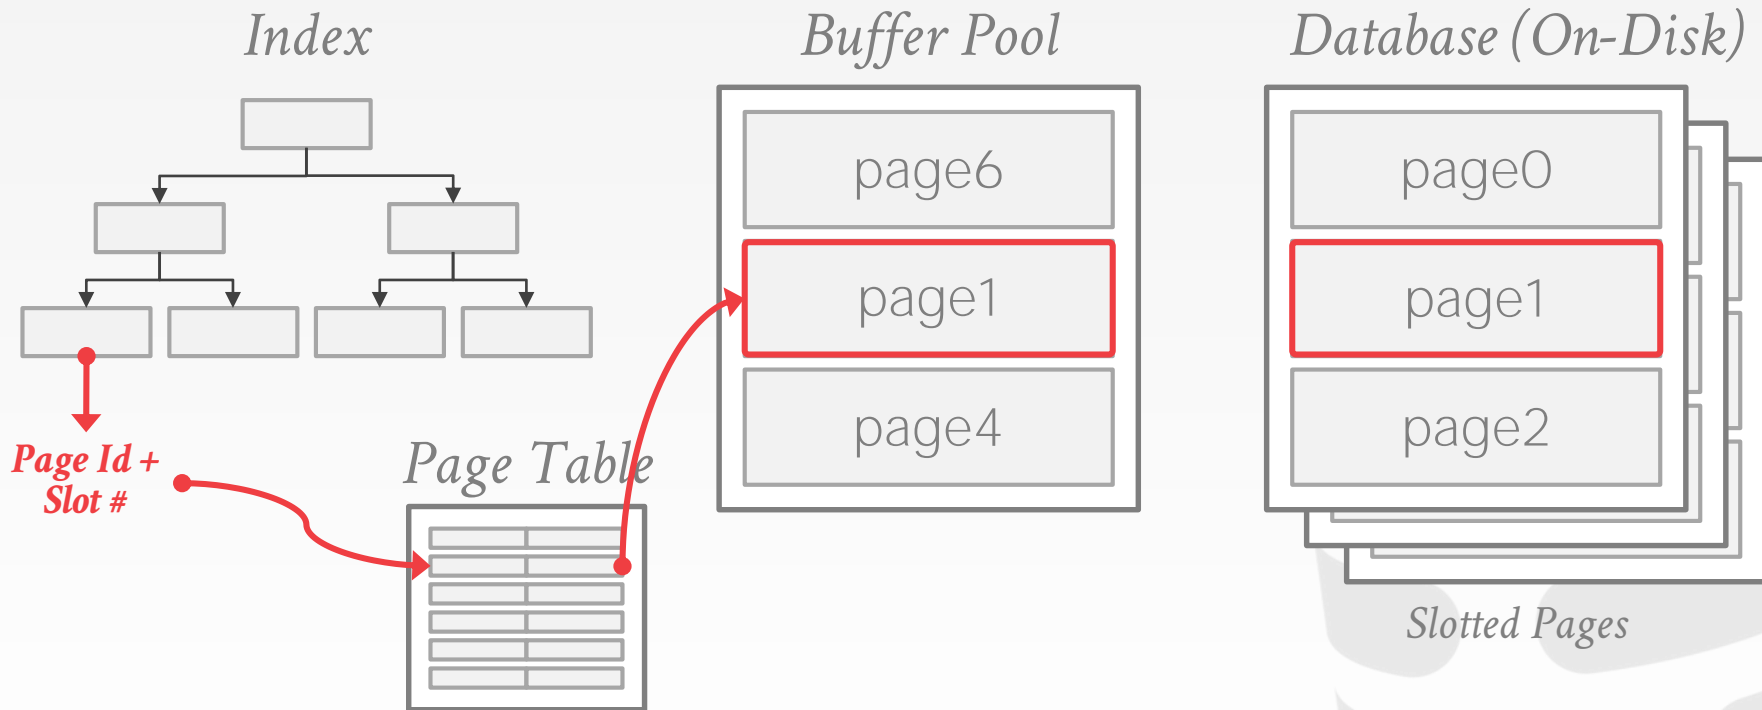 Index
Buffer Pool
Database (On-Disk)
page6
page1
page4
page0
page1
page2
Page Id +
Slot #
Page Table
Slotted Pages